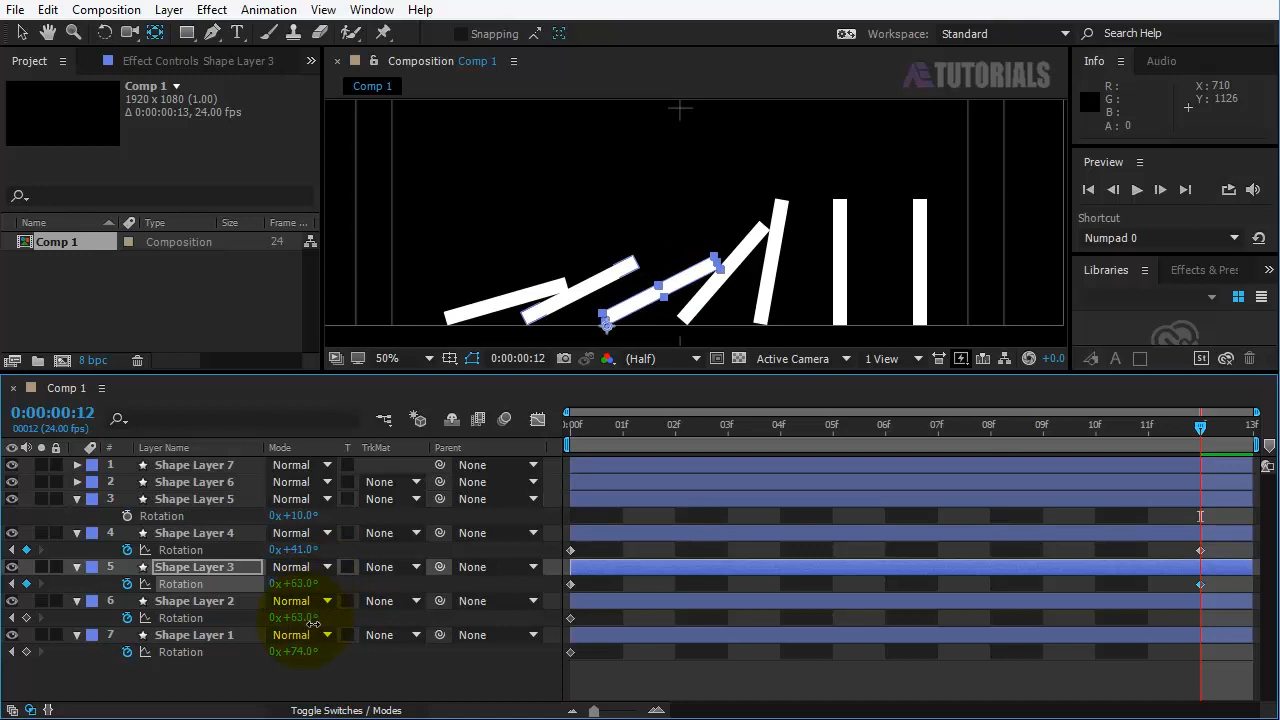 File Edit Composition Layer Effect Animation View Window Help
Snapping Workspace: Standard Search Help
Project Effect Controls Shape Layer 3 Composition Comp 1 Info Audio
Comp 1
1920 x 1080 (1.00)
Δ 0:00:00:13, 24.00 fps
Comp 1
AETUTORIALS
R : X : 710
G : Y : 1126
B :
A : 0
Preview
Shortcut
Numpad 0
Name Type Size Frame ...
Comp 1 Composition 24
Libraries Effects & Pres
8 bpc
50% 0:00:00:12 (Half) Active Camera 1 View +0.0
St
Comp 1
0:00:00:12
00012 (24.00 fps)
# Layer Name Mode T TrkMat Parent
:00F 01f 02f 03f 04f 05f 06f 07f 08f 09f 10f 11f 13f
1 Shape Layer 7 Normal None
2 Shape Layer 6 Normal None None
3 Shape Layer 5 Normal None None
Rotation 0x+10.0°
4 Shape Layer 4 Normal None None
Rotation 0x+41.0°
5 Shape Layer 3 Normal None None
Rotation 0x+63.0°
6 Shape Layer 2 Normal None None
Rotation 0x+63.0°
7 Shape Layer 1 Normal None None
Rotation 0x+74.0°
Toggle Switches / Modes